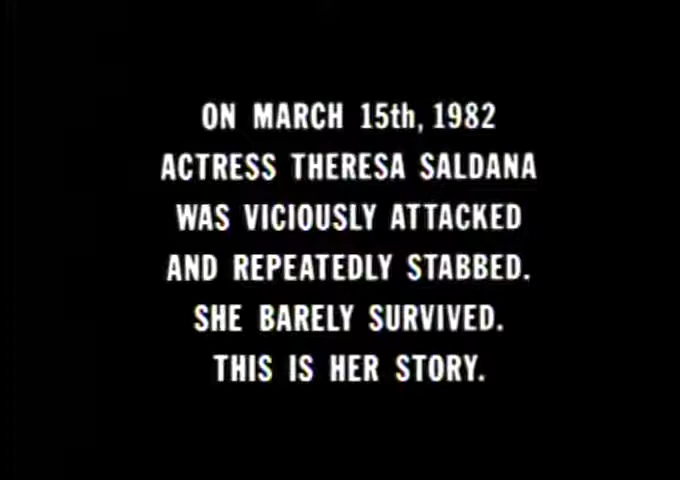 ON MARCH 15th, 1982
ACTRESS THERESA SALDANA
WAS VICIOUSLY ATTACKED
AND REPEATEDLY STABBED.
SHE BARELY SURVIVED.
THIS IS HER STORY.